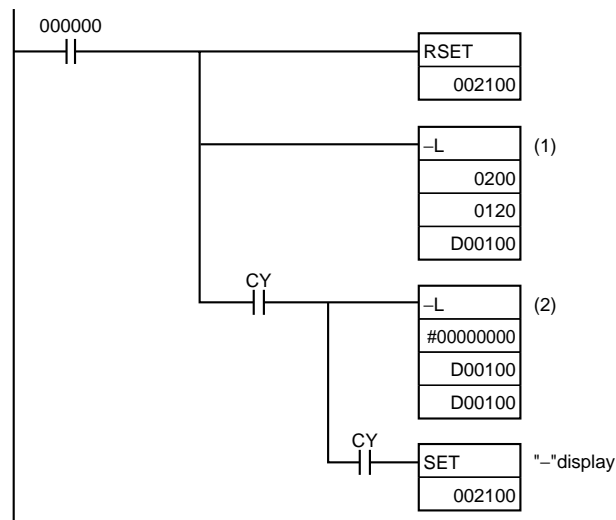 000000
RSET
002100
–L (1)
0200
0120
D00100
CY
–L (2)
#00000000
D00100
D00100
CY
SET "–"display
002100